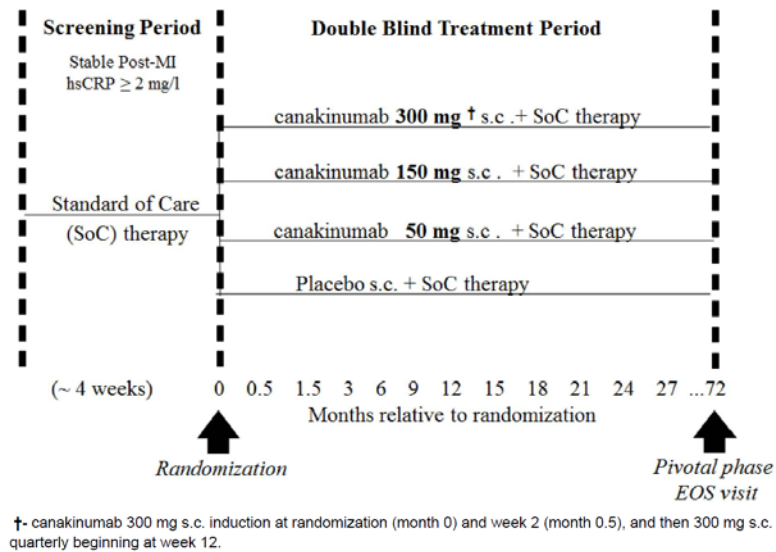 Screening Period
Double Blind Treatment Period
Stable Post-MI
hsCRP ≥ 2 mg/l
canakinumab 300 mg † s.c .+ SoC therapy
canakinumab 150 mg s.c . + SoC therapy
Standard of Care
(SoC) therapy
canakinumab 50 mg s.c . + SoC therapy
Placebo s.c. + SoC therapy
(~ 4 weeks) 0 0.5 1.5 3 6 9 12 15 18 21 24 27 ...72
Months relative to randomization
Randomization
Pivotal phase
EOS visit
†- canakinumab 300 mg s.c. induction at randomization (month 0) and week 2 (month 0.5), and then 300 mg s.c.
quarterly beginning at week 12.